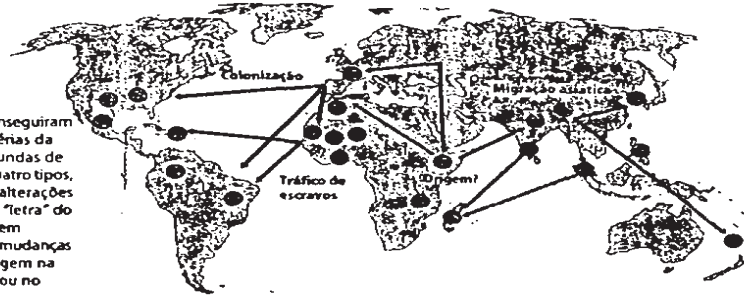 Colonização
Migração asiática
Tráfico de
escravos
Origem?
nseguiram
érias da
undas de
uatro tipos,
alterações
"letra" do
em
mudanças
gem na
ou no